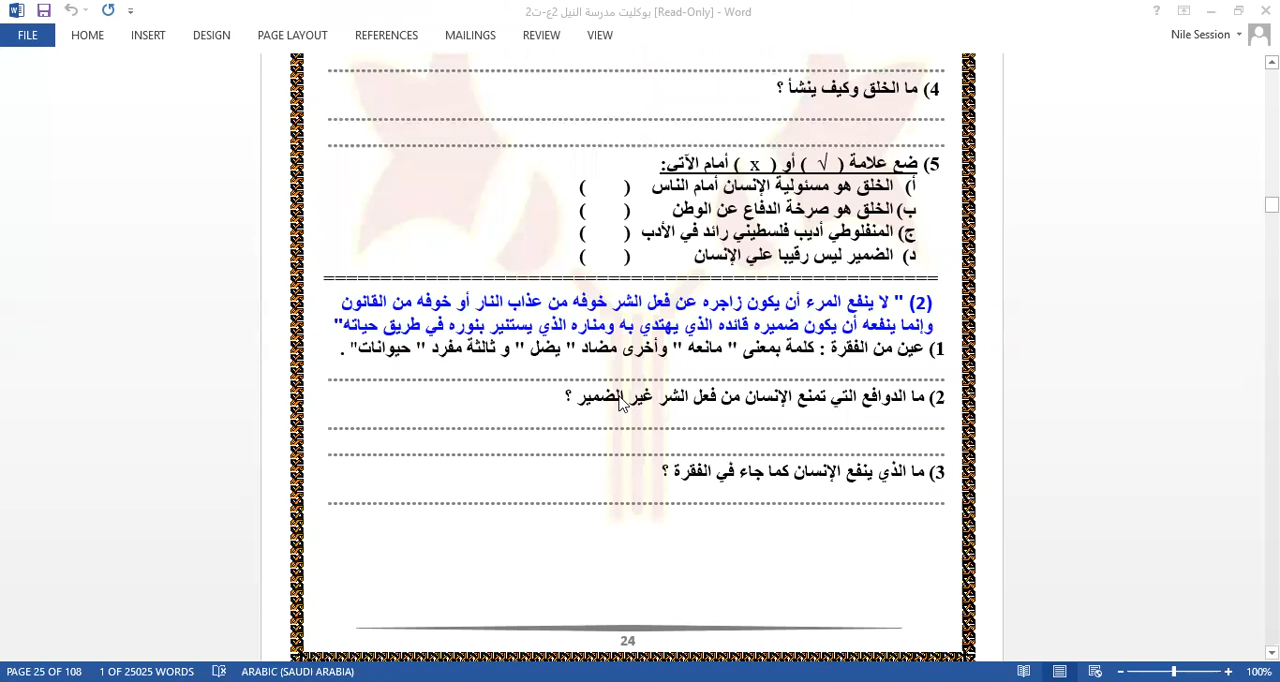 بوكليت مدرسة النيل 2ع-ت2 [Read-Only] - Word
FILE HOME INSERT DESIGN PAGE LAYOUT REFERENCES MAILINGS REVIEW VIEW Nile Session
4) ما الخلق وكيف ينشأ ؟
5) ضع علامة ( √ ) أو ( x ) أمام الآتي:
أ) الخلق هو مسئولية الإنسان أمام الناس ( )
ب) الخلق هو صرخة الدفاع عن الوطن ( )
ج) المنفلوطي أديب فلسطيني رائد في الأدب ( )
د) الضمير ليس رقيبا علي الإنسان ( )
(2) " لا ينفع المرء أن يكون زاجره عن فعل الشر خوفه من عذاب النار أو خوفه من القانون
وإنما ينفعه أن يكون ضميره قائده الذي يهتدي به ومناره الذي يستنير بنوره في طريق حياته"
1) عين من الفقرة : كلمة بمعنى " مانعه " وأخرى مضاد " يضل " و ثالثة مفرد " حيوانات" .
2) ما الدوافع التي تمنع الإنسان من فعل الشر غير الضمير ؟
3) ما الذي ينفع الإنسان كما جاء في الفقرة ؟
24
PAGE 25 OF 108 1 OF 25025 WORDS ARABIC (SAUDI ARABIA) 100%